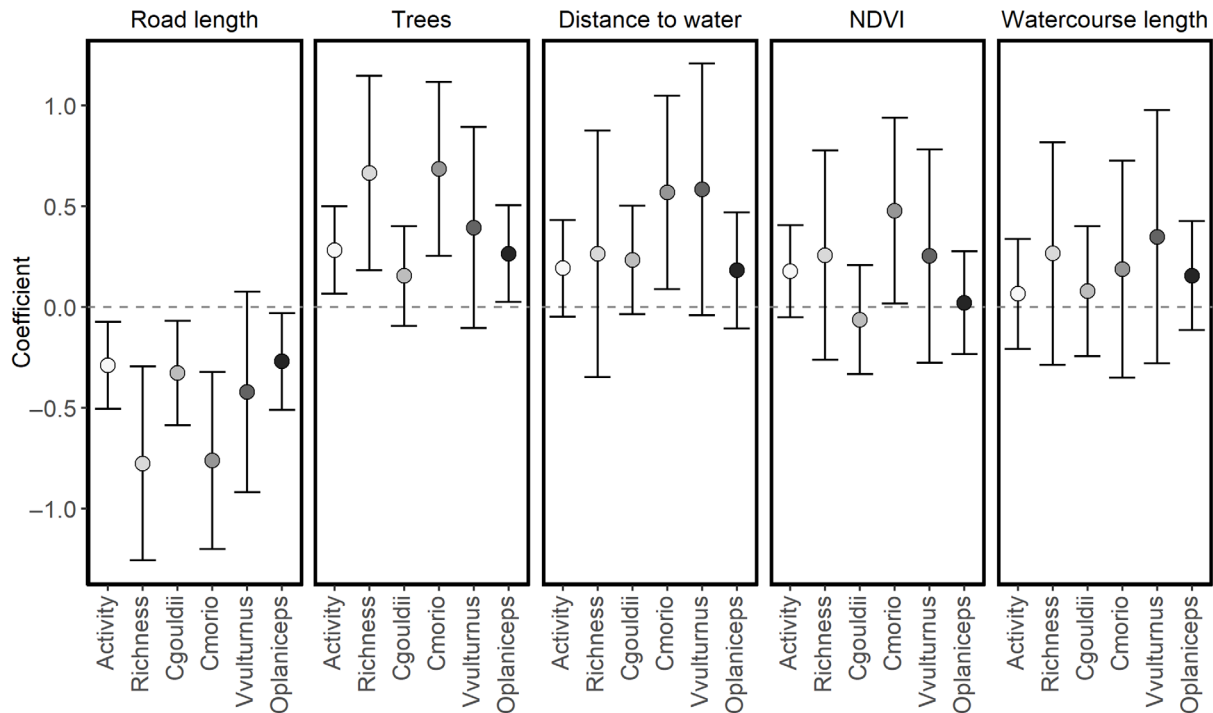 Road length Trees Distance to water NDVI Watercourse length
Coefficient
1.0
0.5
0.0
−0.5
−1.0
Activity Richness Cgouldii Cmorio Vvulturnus Oplaniceps Activity Richness Cgouldii Cmorio Vvulturnus Oplaniceps Activity Richness Cgouldii Cmorio Vvulturnus Oplaniceps Activity Richness Cgouldii Cmorio Vvulturnus Oplaniceps Activity Richness Cgouldii Cmorio Vvulturnus Oplaniceps